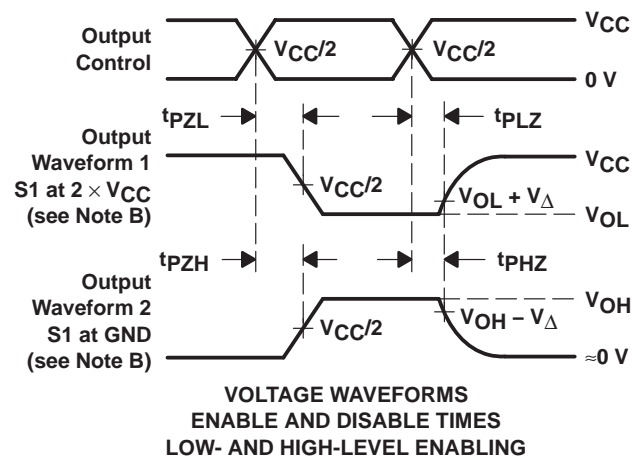 Output
Control
VCC/2
VCC/2
VCC
0 V
tPZL
tPLZ
Output
Waveform 1
S1 at 2 × VCC
(see Note B)
VCC/2
VCC
VOL + VΔ
VOL
tPZH
tPHZ
Output
Waveform 2
S1 at GND
(see Note B)
VCC/2
VOH
VOH − VΔ
≈0 V
VOLTAGE WAVEFORMS
ENABLE AND DISABLE TIMES
LOW- AND HIGH-LEVEL ENABLING